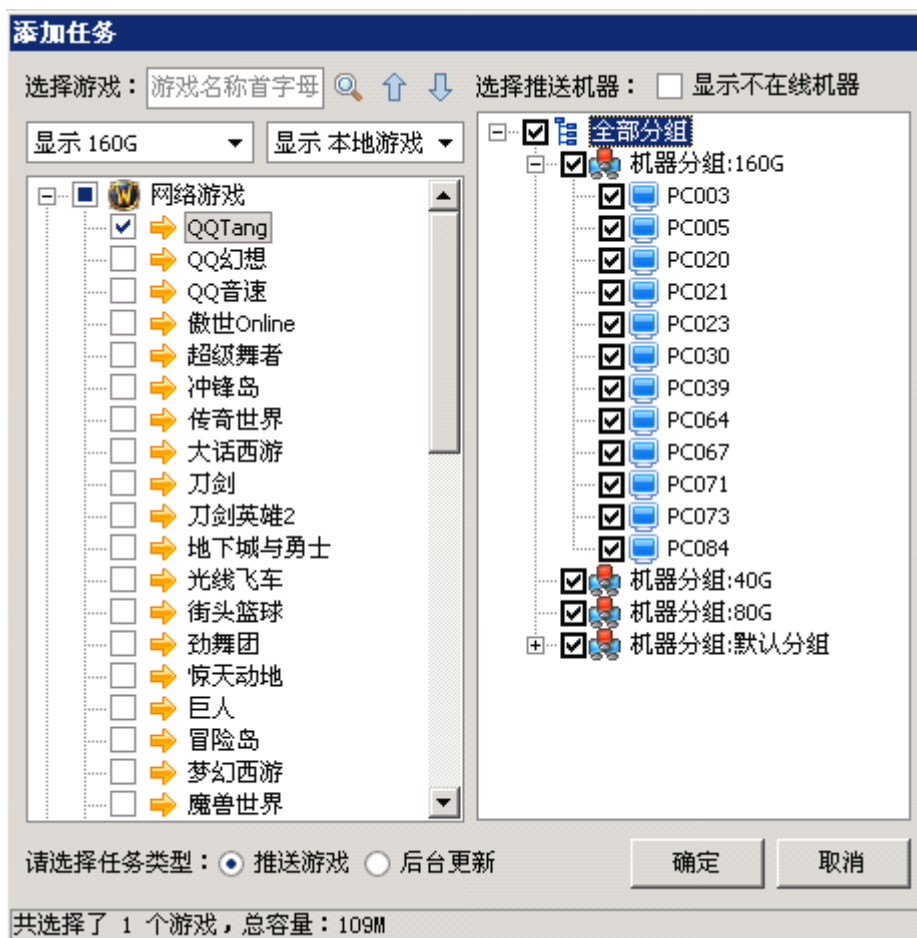 添加任务
选择游戏：
游戏名称首字母
显示 160G
显示 本地游戏
网络游戏
QQTang
QQ幻想
QQ音速
傲世Online
超级舞者
冲锋岛
传奇世界
大话西游
刀剑
刀剑英雄2
地下城与勇士
光线飞车
街头篮球
劲舞团
惊天动地
巨人
冒险岛
梦幻西游
魔兽世界
选择推送机器：
显示不在线机器
全部分组
机器分组:160G
PC003
PC005
PC020
PC021
PC023
PC030
PC039
PC064
PC067
PC071
PC073
PC084
机器分组:40G
机器分组:80G
机器分组:默认分组
请选择任务类型：
推送游戏
后台更新
确定
取消
共选择了 1 个游戏，总容量：109M